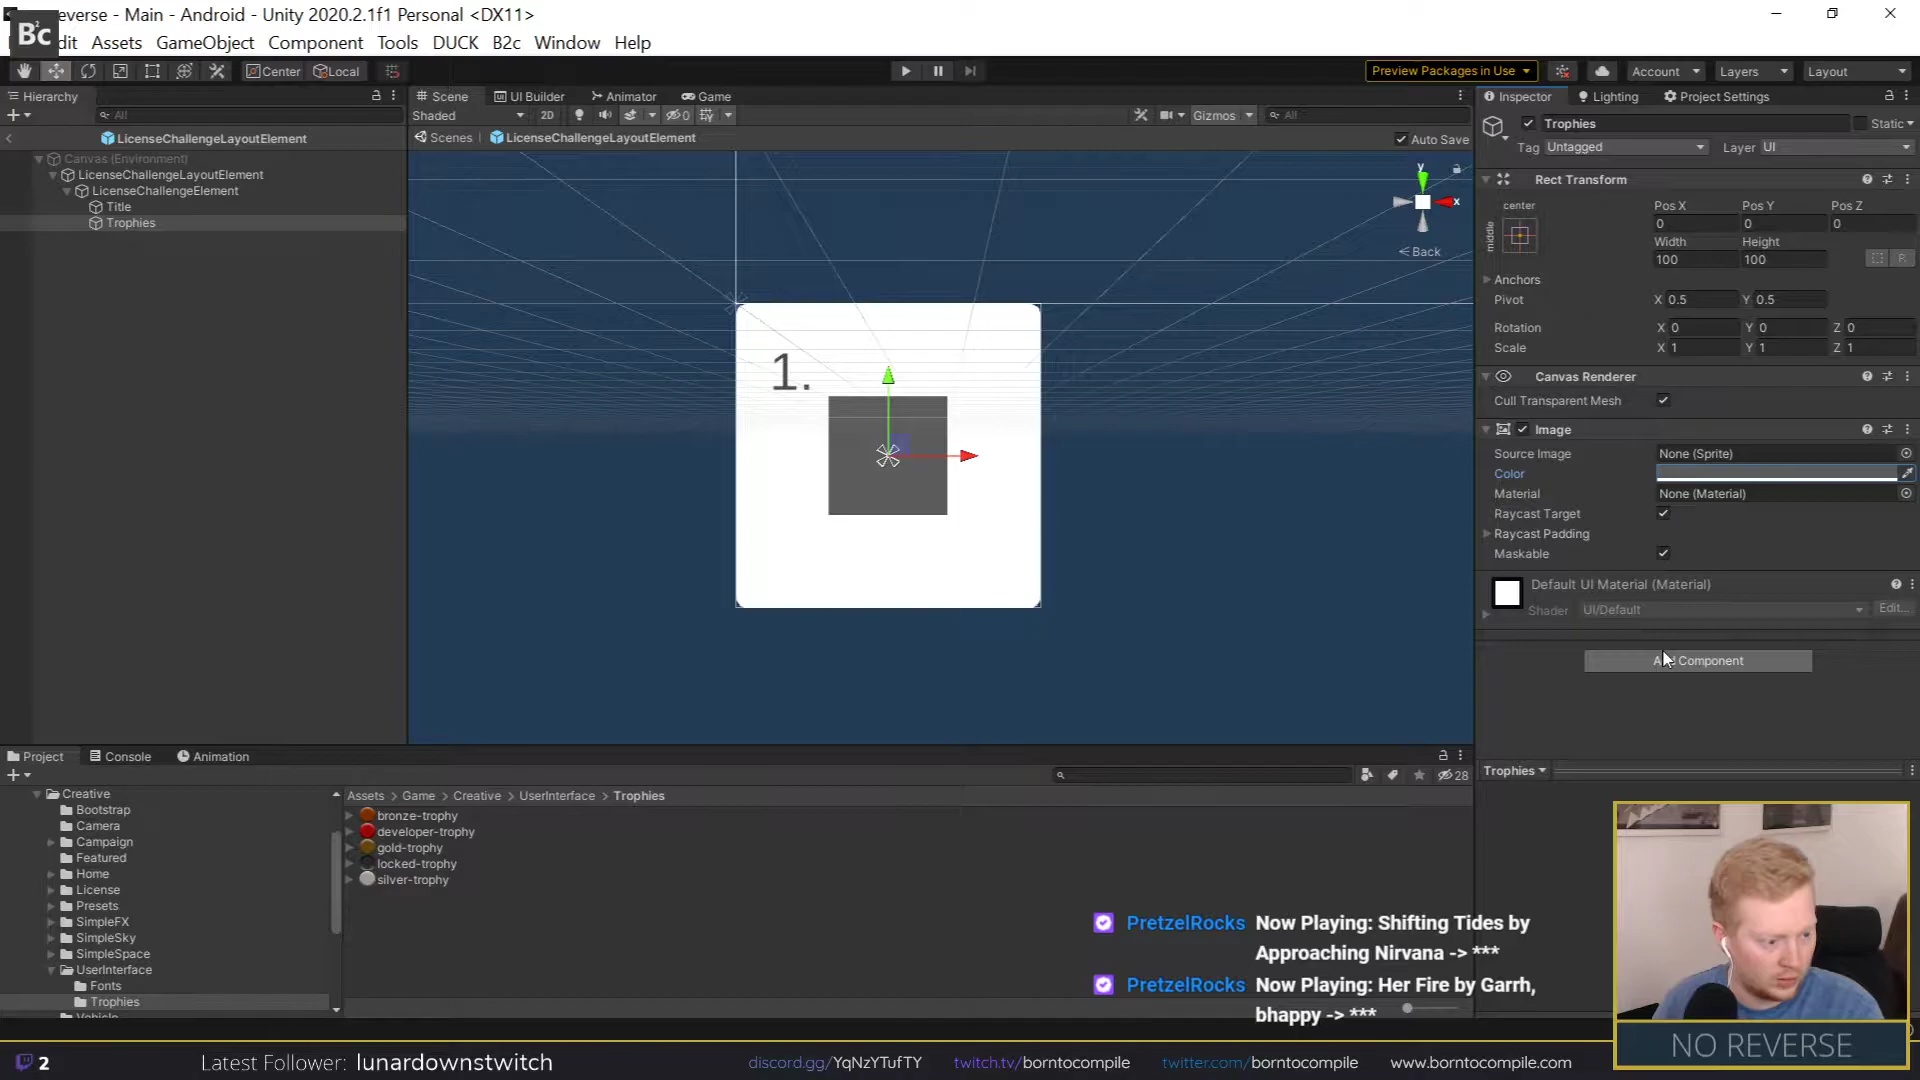 everse - Main - Android - Unity 2020.2.1f1 Personal <DX11>
B2c
dit Assets GameObject Component Tools DUCK B2c Window Help
Center Local
Preview Packages in Use Account Layers Layout
Hierarchy
All
LicenseChallengeLayoutElement
Canvas (Environment)
LicenseChallengeLayoutElement
LicenseChallengeElement
Title
Trophies
Scene UI Builder Animator Game
Shaded 2D 0 Gizmos All
Scenes LicenseChallengeLayoutElement Auto Save
y
x
Back
1.
Inspector Lighting Project Settings
Trophies Static
Tag Untagged Layer UI
Rect Transform
center
middle
Pos X Pos Y Pos Z
0 0 0
Width Height
100 100 R
Anchors
Pivot X 0.5 Y 0.5
Rotation X 0 Y 0 Z 0
Scale X 1 Y 1 Z 1
Canvas Renderer
Cull Transparent Mesh
Image
Source Image None (Sprite)
Color
Material None (Material)
Raycast Target
Raycast Padding
Maskable
Default UI Material (Material)
Shader UI/Default Edit...
Component
Trophies
Project Console Animation
28
Creative
Bootstrap
Camera
Campaign
Featured
Home
License
Presets
SimpleFX
SimpleSky
SimpleSpace
UserInterface
Fonts
Trophies
Vehicle
Assets > Game > Creative > UserInterface > Trophies
bronze-trophy
developer-trophy
gold-trophy
locked-trophy
silver-trophy
PretzelRocks Now Playing: Shifting Tides by
Approaching Nirvana -> ***
PretzelRocks Now Playing: Her Fire by Garrh,
bhappy -> ***
NO REVERSE
2 Latest Follower: lunardownstwitch discord.gg/YqNzYTufTY twitch.tv/borntocompile twitter.com/borntocompile www.borntocompile.com